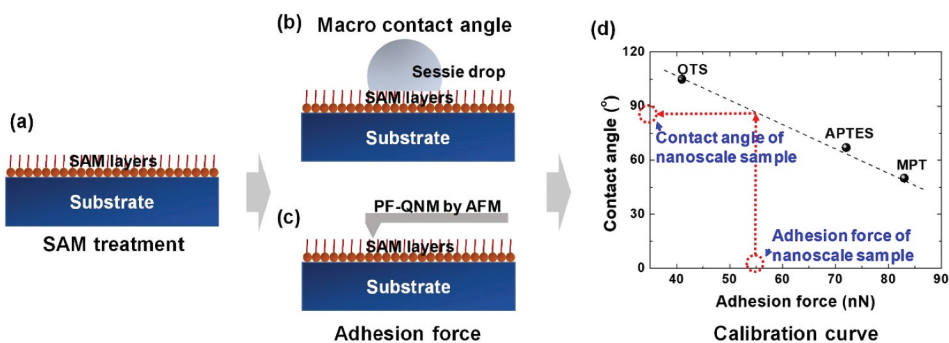 (a)
SAM layers
Substrate
SAM treatment
(b)
Macro contact angle
Sessie drop
SAM layers
Substrate
(c)
PF-QNM by AFM
SAM layers
Substrate
Adhesion force
(d)
120
90
60
30
0
Contact angle (°)
OTS
APTES
MPT
Contact angle of
nanoscale sample
Adhesion force of
nanoscale sample
40 50 60 70 80 90
Adhesion force (nN)
Calibration curve